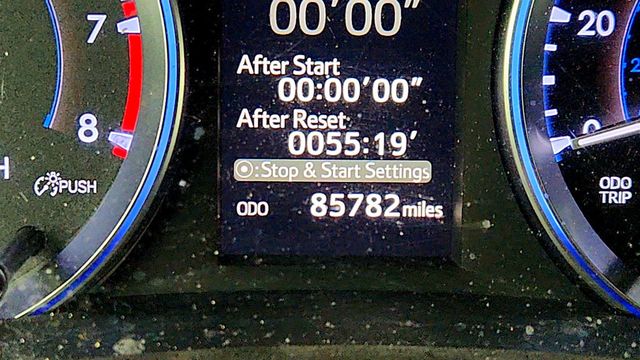 00'00"
7
20
After Start
00:00'00"
After Reset
0055:19'
8
0
⦿:Stop & Start Settings
PUSH
ODO
TRIP
ODO 85782 miles